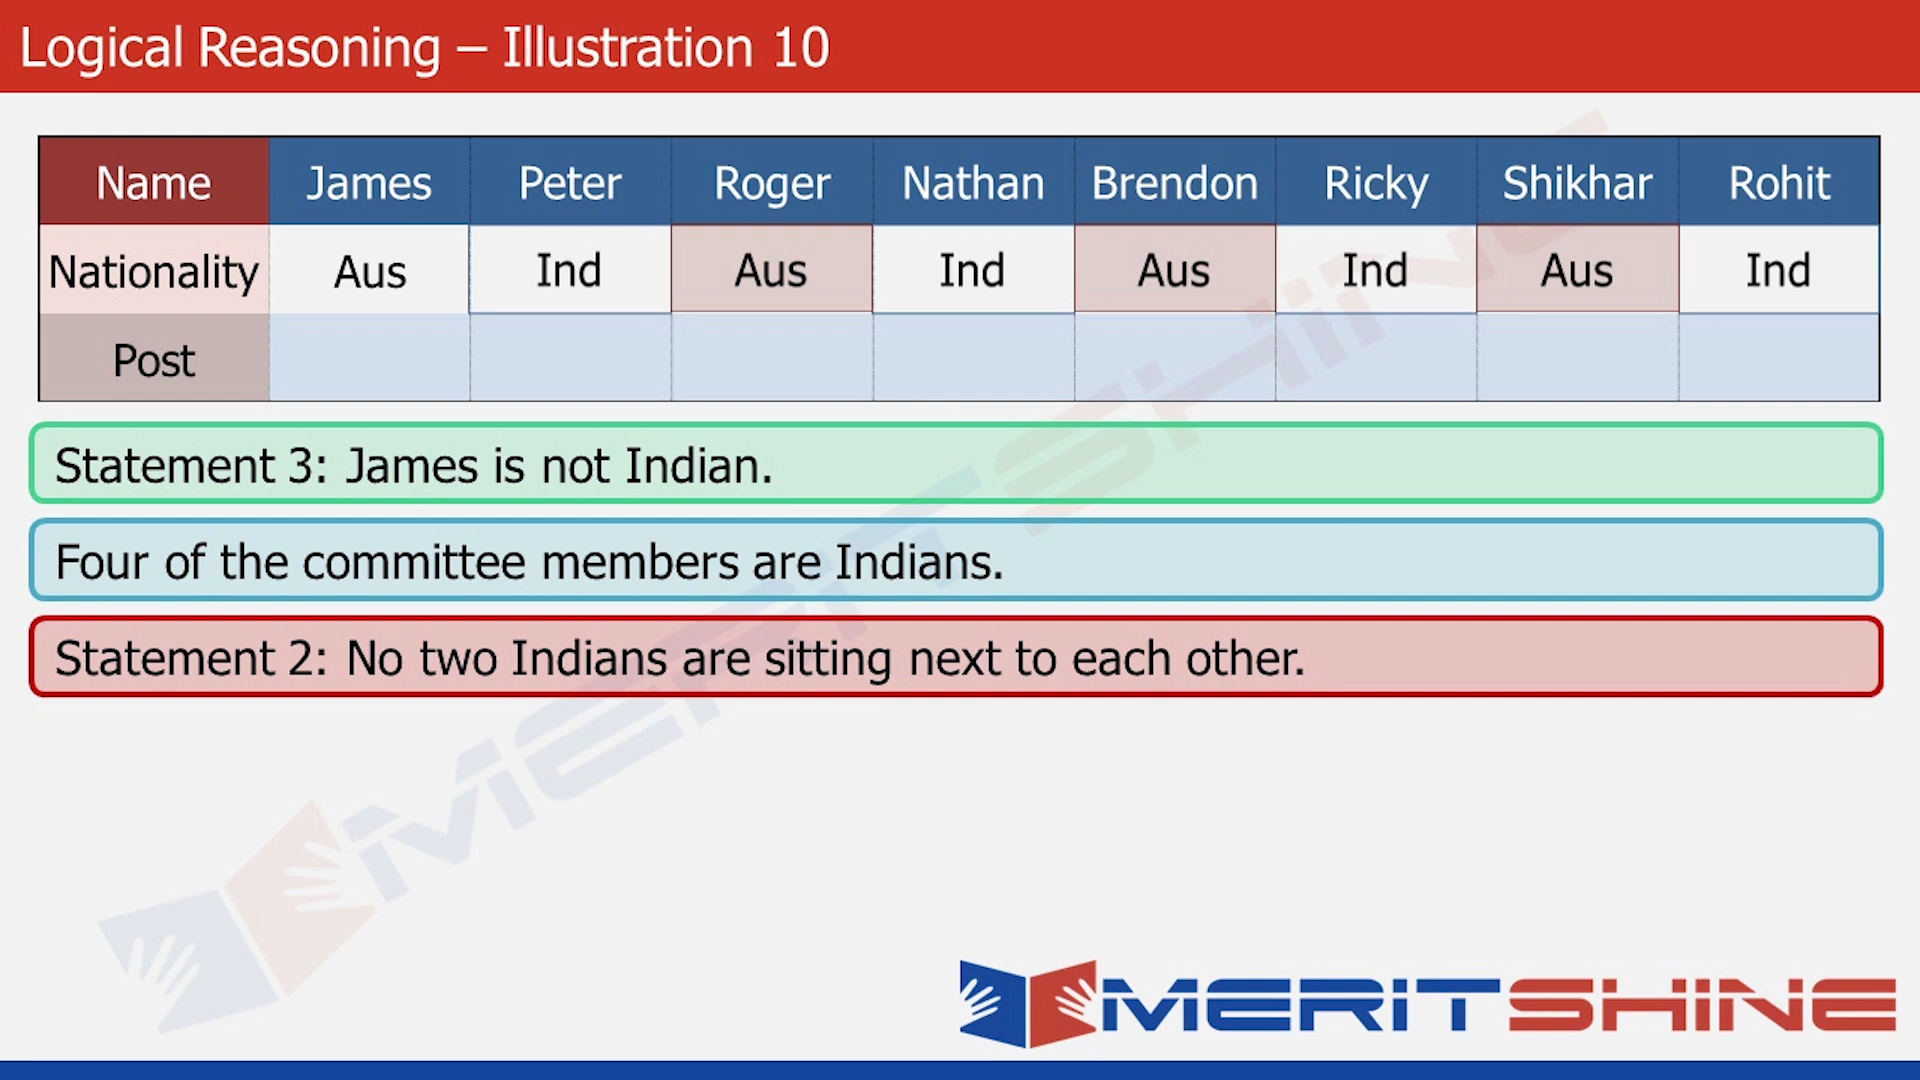 Logical Reasoning – Illustration 10
Name James Peter Roger Nathan Brendon Ricky Shikhar Rohit
Nationality Aus Ind Aus Ind Aus Ind Aus Ind
Post
Statement 3: James is not Indian.
Four of the committee members are Indians.
Statement 2: No two Indians are sitting next to each other.
MERITSHINE
MERITSHINE